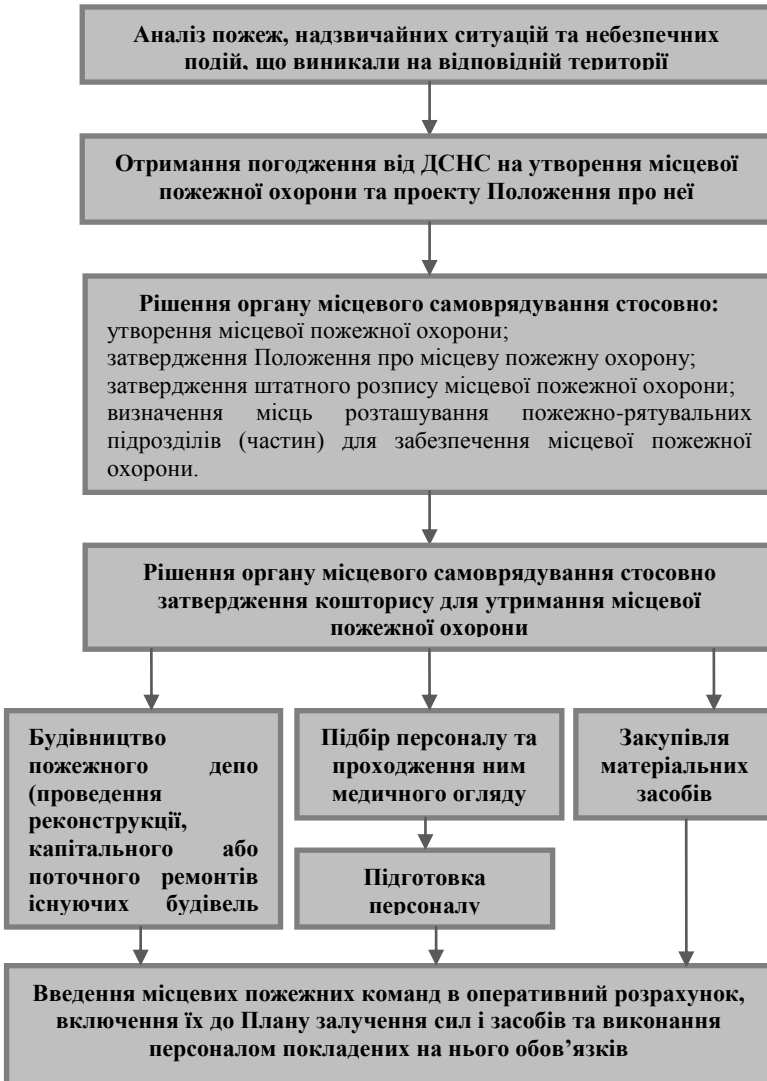 Аналіз пожеж, надзвичайних ситуацій та небезпечних
подій, що виникали на відповідній території
Отримання погодження від ДСНС на утворення місцевої
пожежної охорони та проекту Положення про неї
Рішення органу місцевого самоврядування стосовно:
утворення місцевої пожежної охорони;
затвердження Положення про місцеву пожежну охорону;
затвердження штатного розпису місцевої пожежної охорони;
визначення місць розташування пожежно-рятувальних
підрозділів (частин) для забезпечення місцевої пожежної
охорони.
Рішення органу місцевого самоврядування стосовно
затвердження кошторису для утримання місцевої
пожежної охорони
Будівництво
пожежного депо
(проведення
реконструкції,
капітального або
поточного ремонтів
існуючих будівель
Підбір персоналу та
проходження ним
медичного огляду
Підготовка
персоналу
Закупівля
матеріальних
засобів
Введення місцевих пожежних команд в оперативний розрахунок,
включення їх до Плану залучення сил і засобів та виконання
персоналом покладених на нього обов’язків